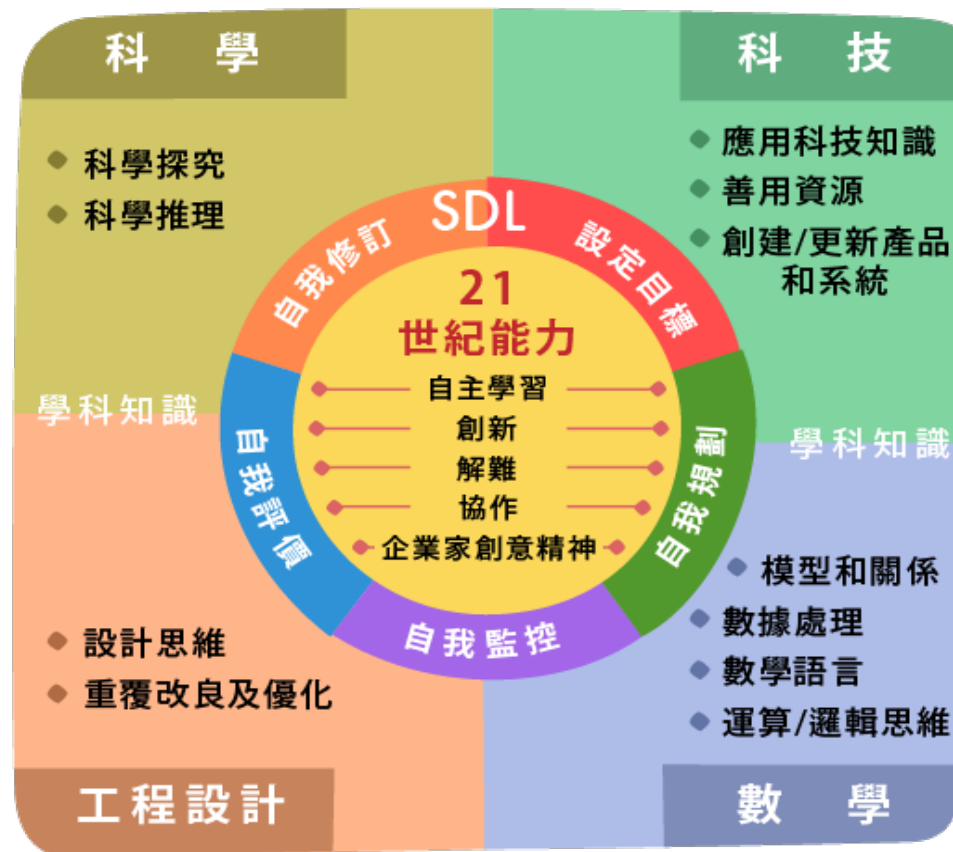 科 學
科學探究
科學推理
科 技
應用科技知識
善用資源
創建/更新產品
和系統
SDL
設定目標
自我規劃
自我監控
自我評價
自我修訂
21
世紀能力
自主學習
創新
解難
協作
企業家創意精神
學科知識
學科知識
設計思維
重覆改良及優化
工程設計
模型和關係
數據處理
數學語言
運算/邏輯思維
數 學